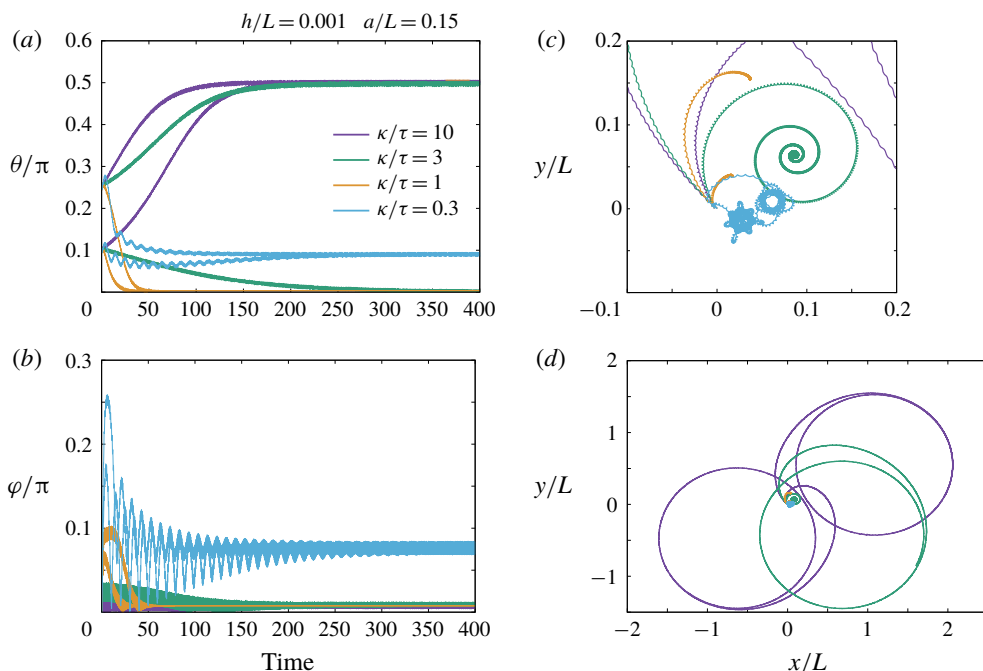 h/L = 0.001 a/L = 0.15
(a)
0.6
0.5
0.4
0.3
0.2
0.1
0 50 100 150 200 250 300 350 400
θ/π
κ/τ = 10
κ/τ = 3
κ/τ = 1
κ/τ = 0.3
(c)
0.2
0.1
0
−0.1 0 0.1 0.2
y/L
(b)
0.3
0.2
0.1
0 50 100 150 200 250 300 350 400
φ/π
Time
(d)
2
1
0
−1
−2 −1 0 1 2
y/L
x/L